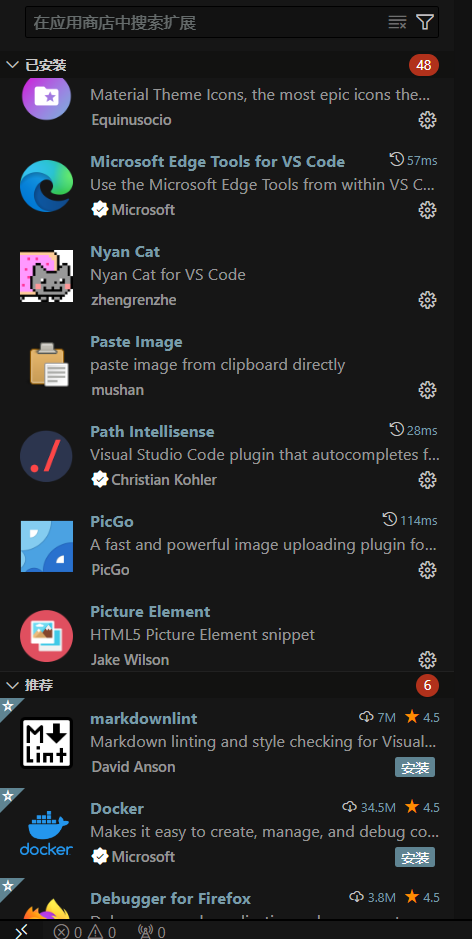 在应用商店中搜索扩展
已安装 48
Material Theme Icons, the most epic icons the...
Equinusocio
Microsoft Edge Tools for VS Code 57ms
Use the Microsoft Edge Tools from within VS C...
Microsoft
Nyan Cat
Nyan Cat for VS Code
zhengrenzhe
Paste Image
paste image from clipboard directly
mushan
Path Intellisense 28ms
Visual Studio Code plugin that autocompletes f...
Christian Kohler
PicGo 114ms
A fast and powerful image uploading plugin fo...
PicGo
Picture Element
HTML5 Picture Element snippet
Jake Wilson
推荐 6
markdownlint 7M 4.5
Markdown linting and style checking for Visual...
M Lint
David Anson 安装
Docker 34.5M 4.5
Makes it easy to create, manage, and debug co...
docker
Microsoft 安装
Debugger for Firefox 3.8M 4.5
0 0 0